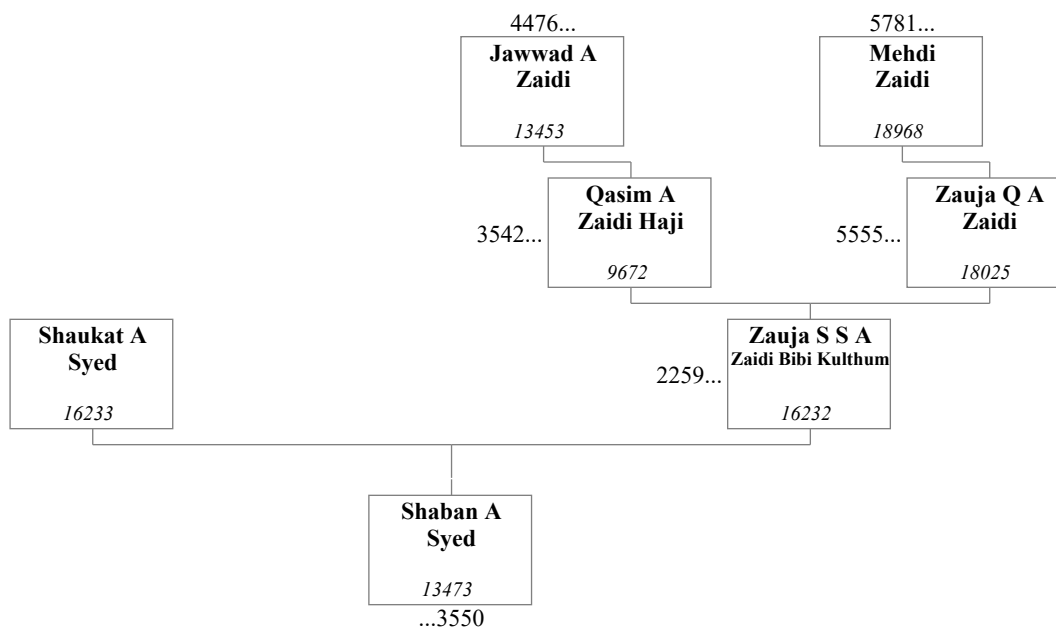 4476...
Jawwad A
Zaidi
13453
5781...
Mehdi
Zaidi
18968
3542...
Qasim A
Zaidi Haji
9672
5555...
Zauja Q A
Zaidi
18025
Shaukat A
Syed
16233
2259...
Zauja S S A
Zaidi Bibi Kulthum
16232
Shaban A
Syed
13473
...3550